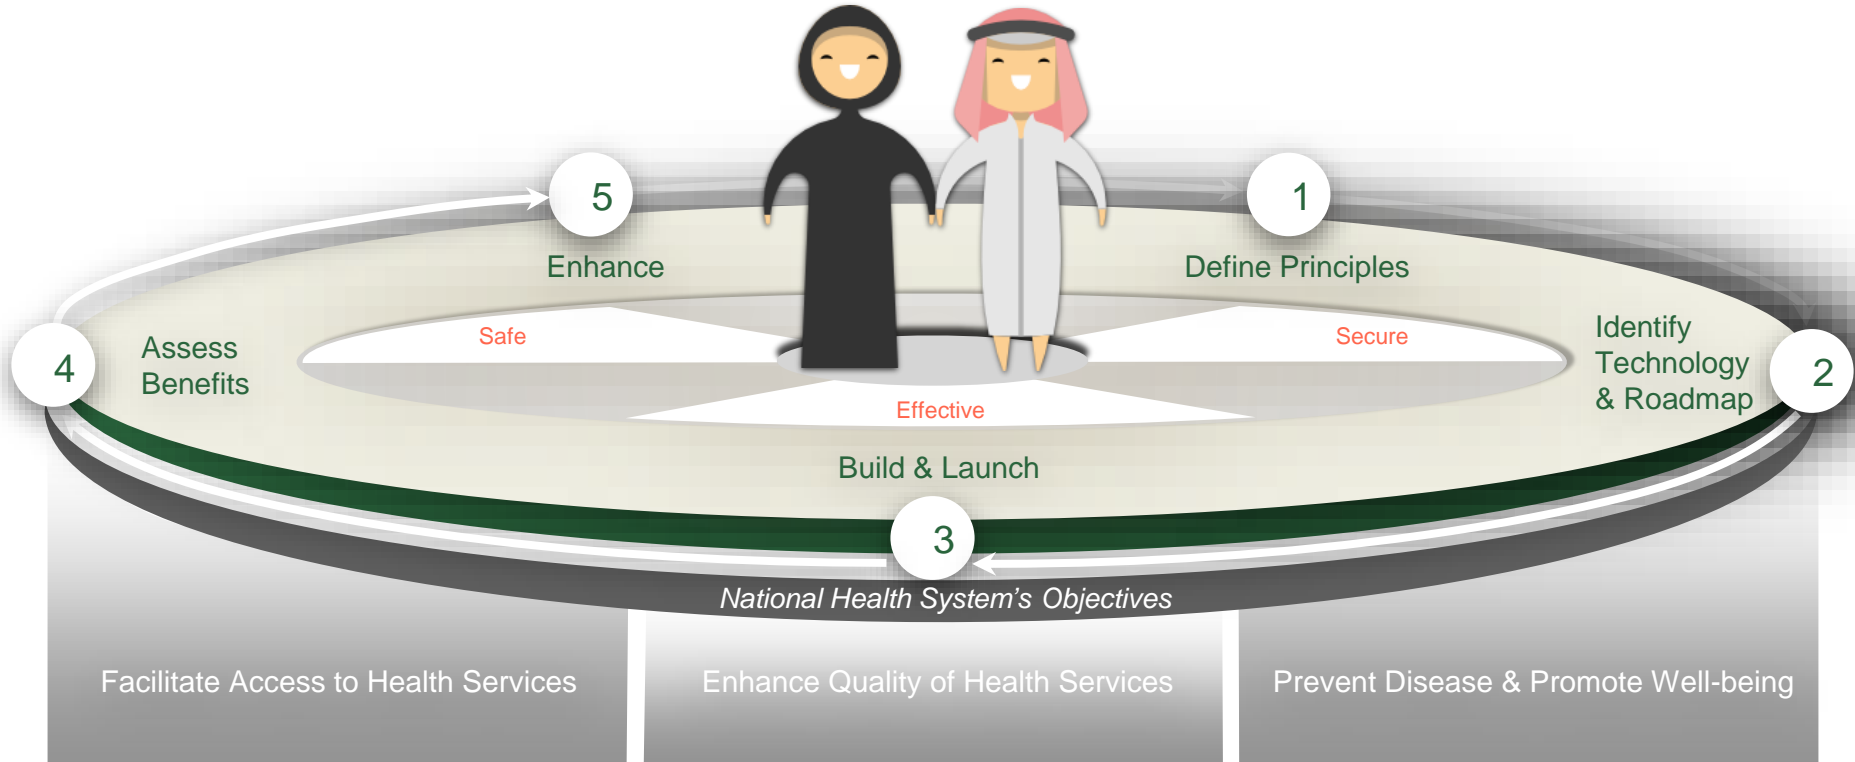 5
1
Enhance
Define Principles
Safe
Secure
Identify
Technology
& Roadmap
2
Assess
Benefits
4
Effective
Build & Launch
3
National Health System's Objectives
Facilitate Access to Health Services
Enhance Quality of Health Services
Prevent Disease & Promote Well-being